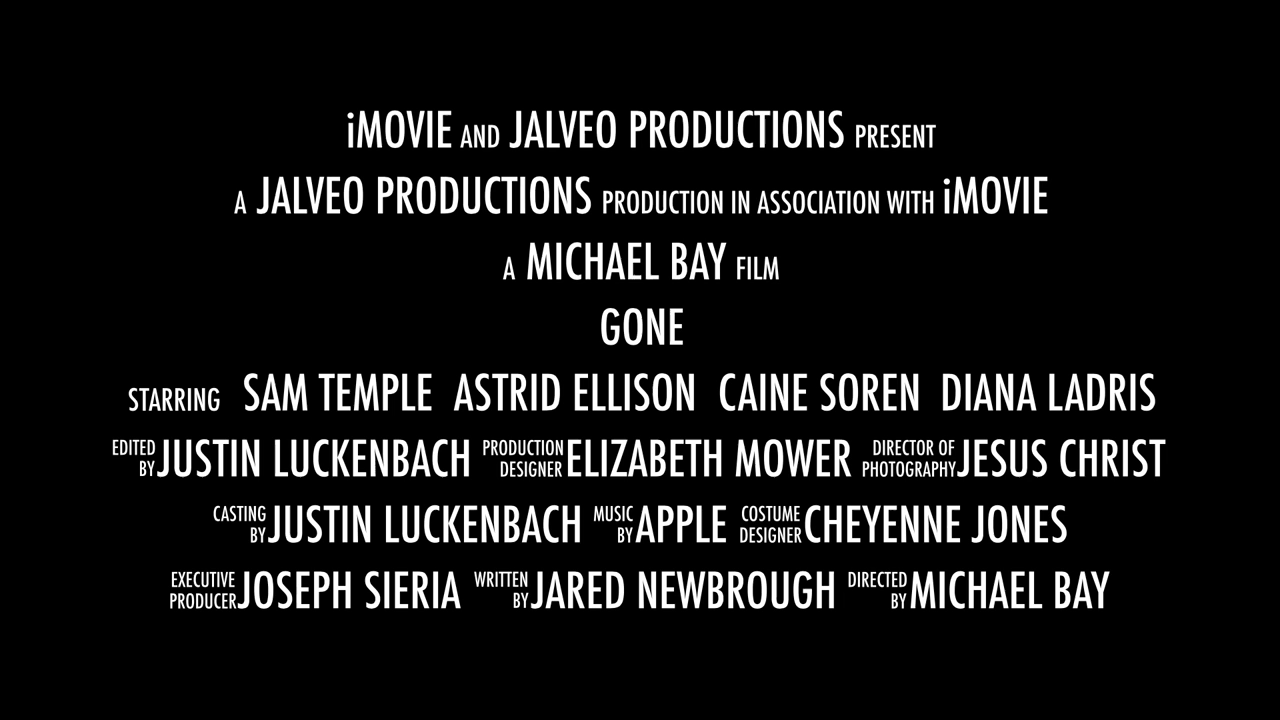 iMOVIE AND JALVEO PRODUCTIONS PRESENT
A JALVEO PRODUCTIONS PRODUCTION IN ASSOCIATION WITH iMOVIE
A MICHAEL BAY FILM
GONE
STARRING SAM TEMPLE ASTRID ELLISON CAINE SOREN DIANA LADRIS
EDITED BY JUSTIN LUCKENBACH PRODUCTION DESIGNER ELIZABETH MOWER DIRECTOR OF PHOTOGRAPHY JESUS CHRIST
CASTING BY JUSTIN LUCKENBACH MUSIC BY APPLE COSTUME DESIGNER CHEYENNE JONES
EXECUTIVE PRODUCER JOSEPH SIERIA WRITTEN BY JARED NEWBROUGH DIRECTED BY MICHAEL BAY